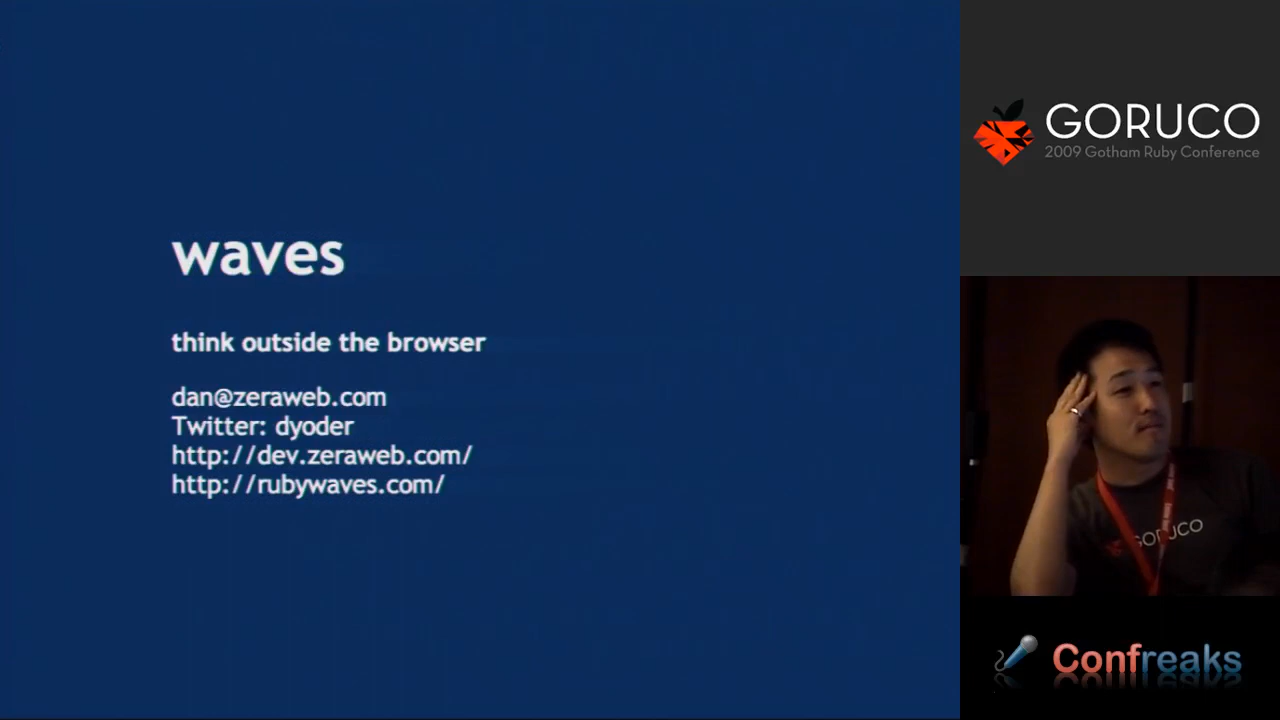 waves
think outside the browser
dan@zeraweb.com
Twitter: dyoder
http://dev.zeraweb.com/
http://rubywaves.com/
GORUCO
2009 Gotham Ruby Conference
GORUCO
Confreaks